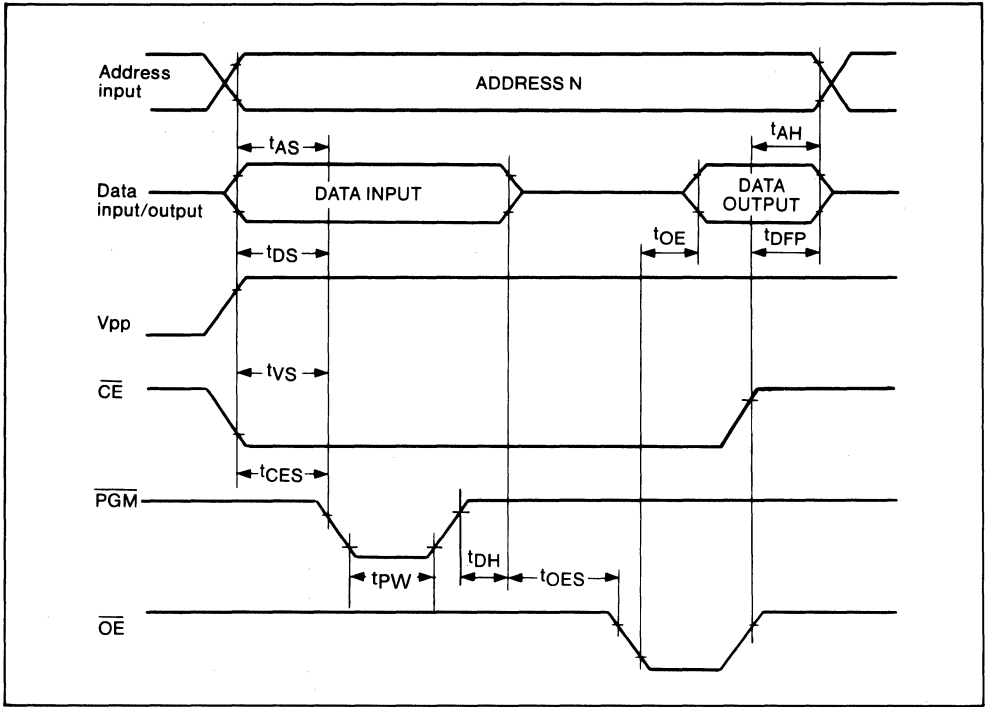 Address
input
ADDRESS N
tAS
tAH
Data
input/output
DATA INPUT
DATA
OUTPUT
tDS
tOE
tDFP
Vpp
tVS
CE
tCES
PGM
tPW
tDH
tOES
OE